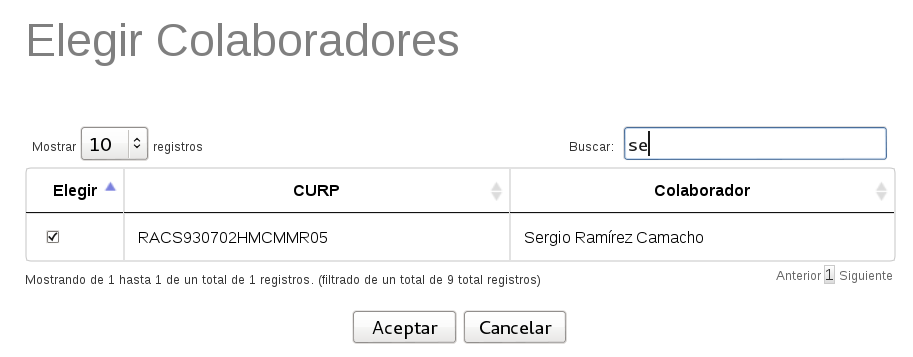 Elegir Colaboradores
Mostrar 10 registros Buscar: se
Elegir CURP Colaborador
RACS930702HMCMMR05 Sergio Ramírez Camacho
Mostrando de 1 hasta 1 de un total de 1 registros. (filtrado de un total de 9 total registros) Anterior 1 Siguiente
Aceptar Cancelar